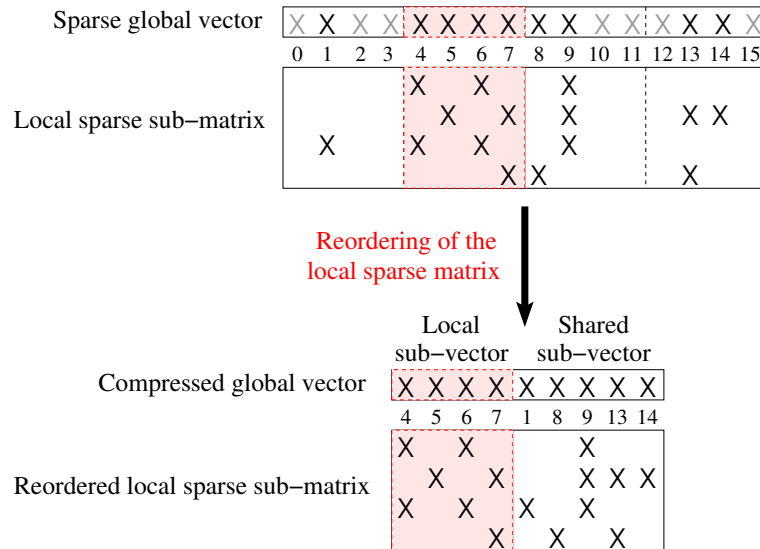 Sparse global vector X X X X X X X X X X X X X X X X
0 1 2 3 4 5 6 7 8 9 10 11 12 13 14 15
X X X
Local sparse sub−matrix X X X X X
X X X X
X X X
Reordering of the
local sparse matrix
Local Shared
sub−vector sub−vector
Compressed global vector X X X X X X X X X
4 5 6 7 1 8 9 13 14
X X X
Reordered local sparse sub−matrix X X X X X
X X X X
X X X